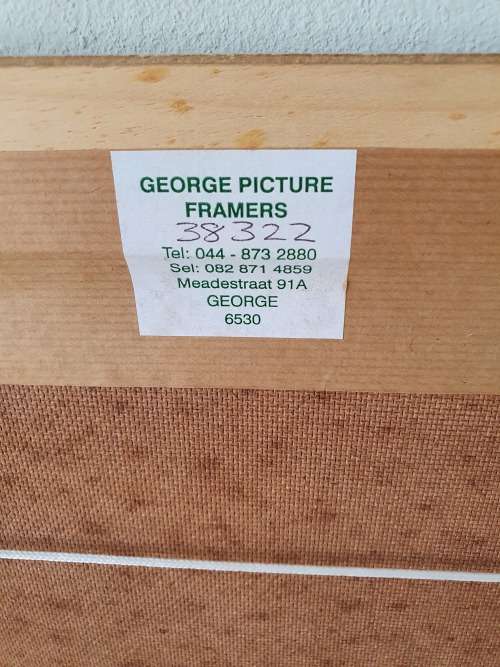 GEORGE PICTURE
FRAMERS
38322
Tel: 044 - 873 2880
Sel: 082 871 4859
Meadestraat 91A
GEORGE
6530